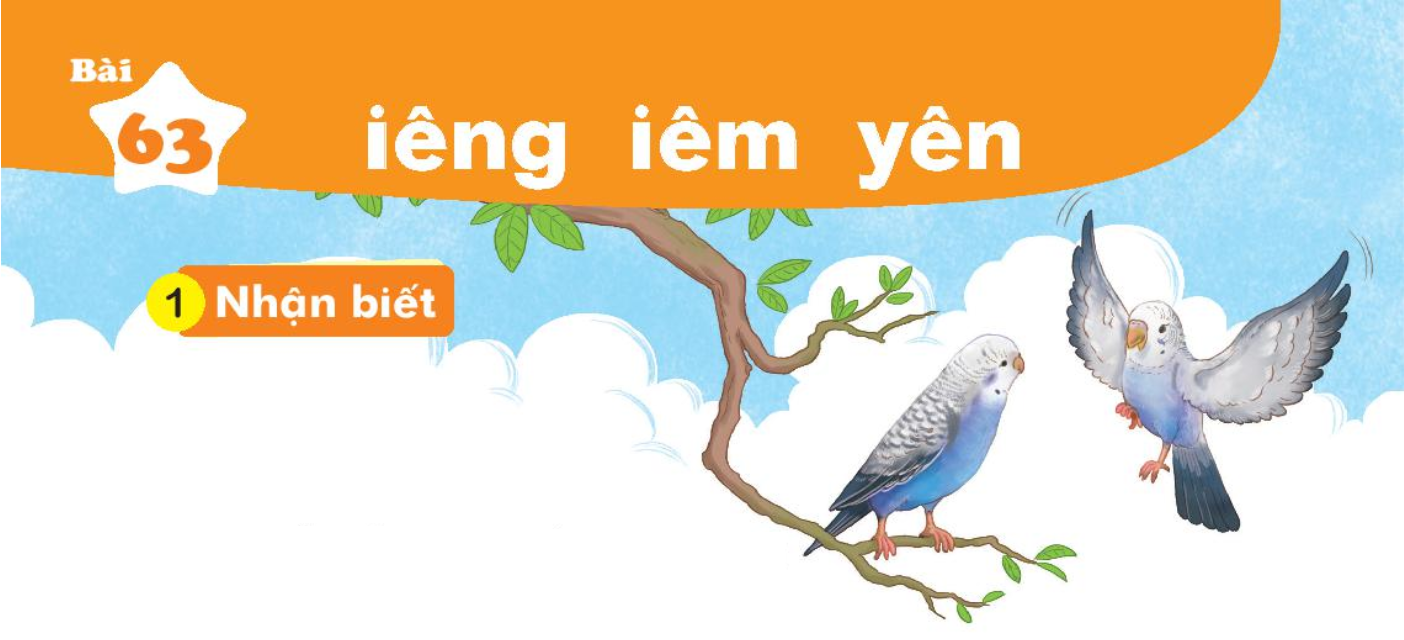 Bài
63
iêng iêm yên
1 Nhận biết